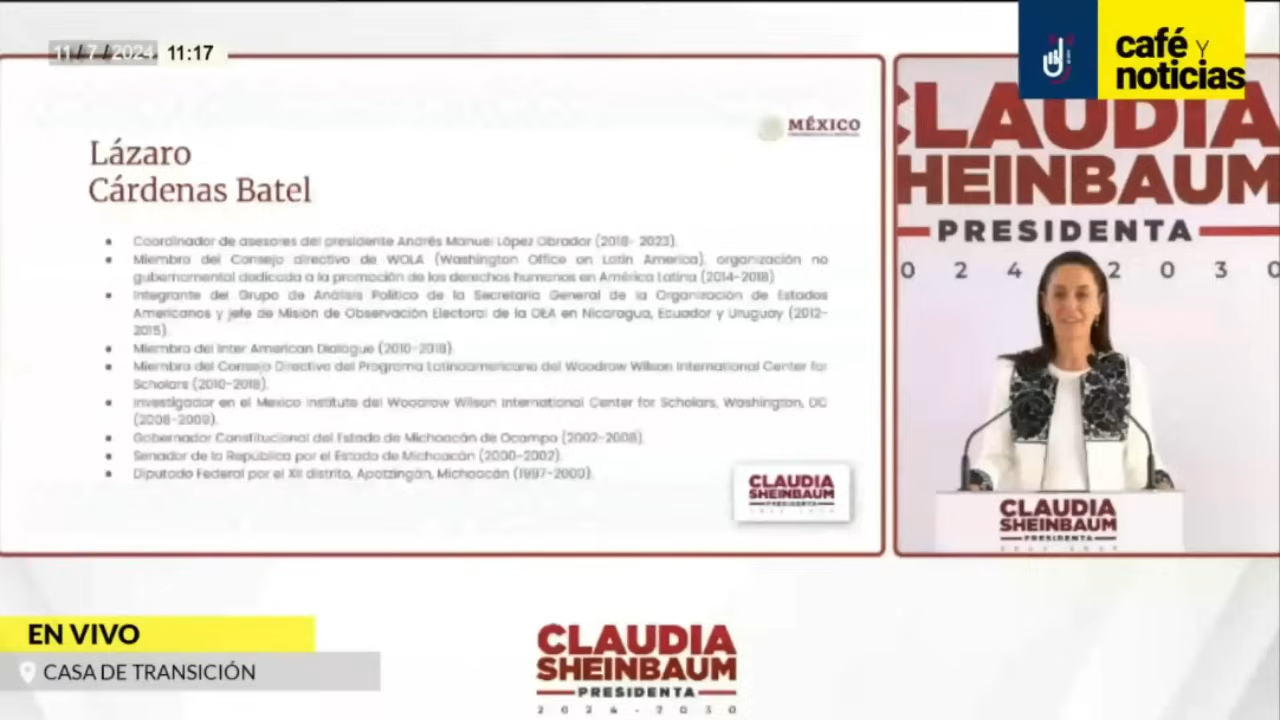 11/7/2024 11:17
café Y
noticias
MÉXICO
Lázaro
Cárdenas Batel
• Coordinador de asesores del presidente Andrés Manuel López Obrador (2018- 2023).
• Miembro del Consejo directivo de WOLA (Washington Office on Latin America), organización no
gubernamental dedicada a la promoción de los derechos humanos en América Latina (2014-2018)
• Integrante del Grupo de Análisis Político de la Secretaría General de la Organización de Estados
Americanos y jefe de Misión de Observación Electoral de la OEA en Nicaragua, Ecuador y Uruguay (2012-
2015).
• Miembro del Inter American Dialogue (2010-2018).
• Miembro del Consejo Directivo del Programa Latinoamericano del Woodrow Wilson International Center for
Scholars (2010-2018).
• Investigador en el Mexico Institute del Woodrow Wilson International Center for Scholars, Washington, DC
(2008-2009).
• Gobernador Constitucional del Estado de Michoacán de Ocampo (2002-2008).
• Senador de la República por el Estado de Michoacán (2000-2002).
• Diputado Federal por el XII distrito, Apatzingán, Michoacán (1997-2000).
CLAUDIA
SHEINBAUM
PRESIDENTA
CLAUDIA
SHEINBAUM
PRESIDENTA
0 2 4 2 0 3 0
CLAUDIA
SHEINBAUM
PRESIDENTA
EN VIVO
CASA DE TRANSICIÓN
CLAUDIA
SHEINBAUM
PRESIDENTA
2024-2030